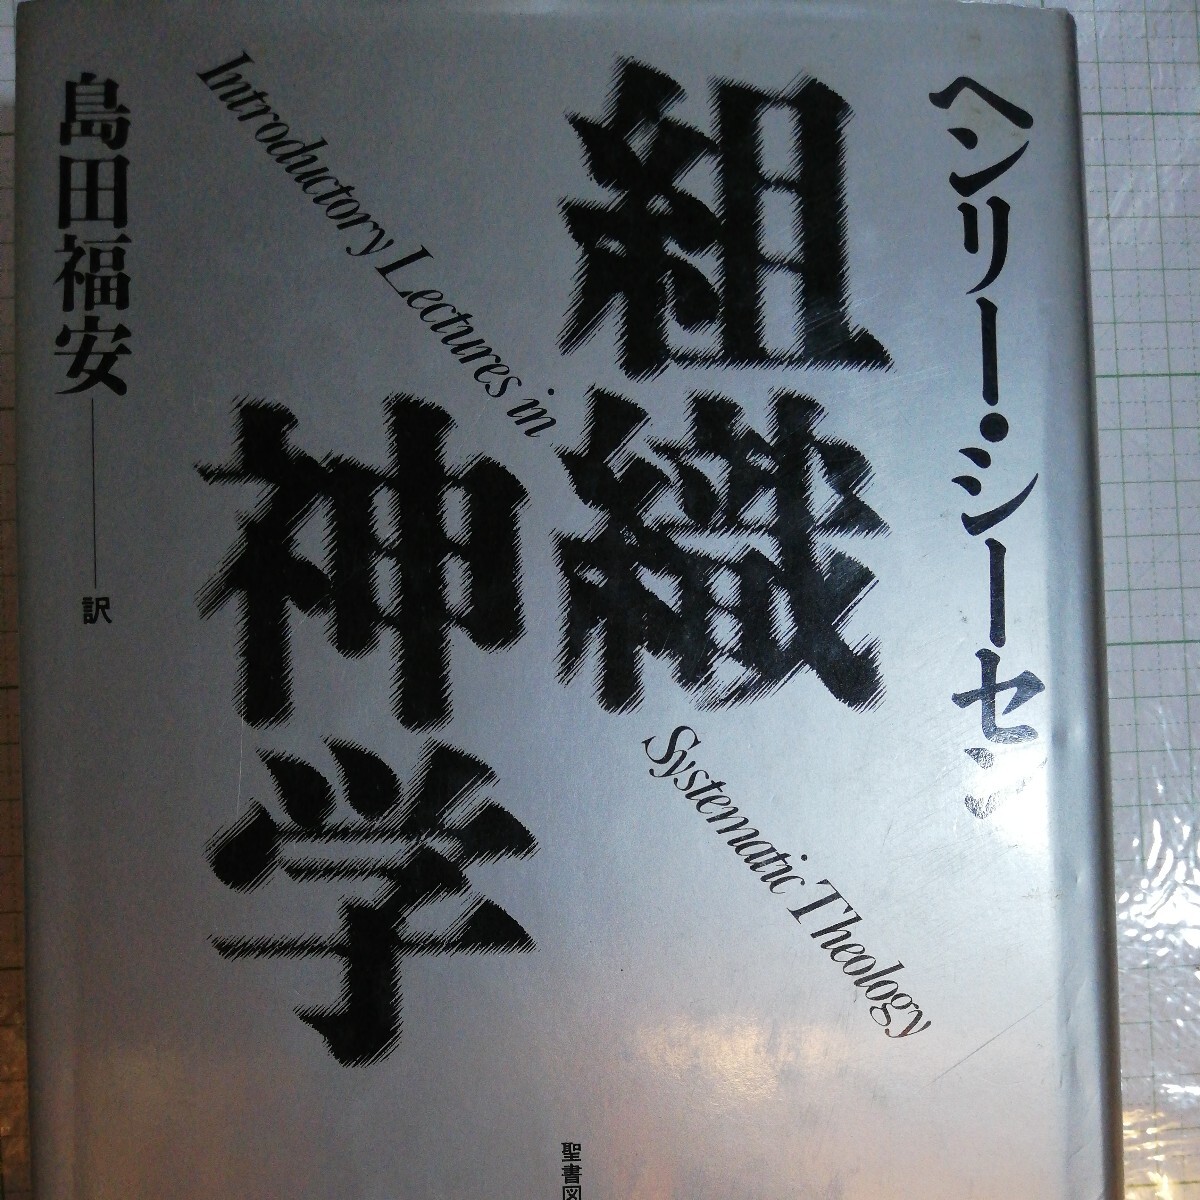 ヘンリー・シーセン
組織
神学
Introductory Lectures in
Systematic Theology
島田福安──訳
聖書図